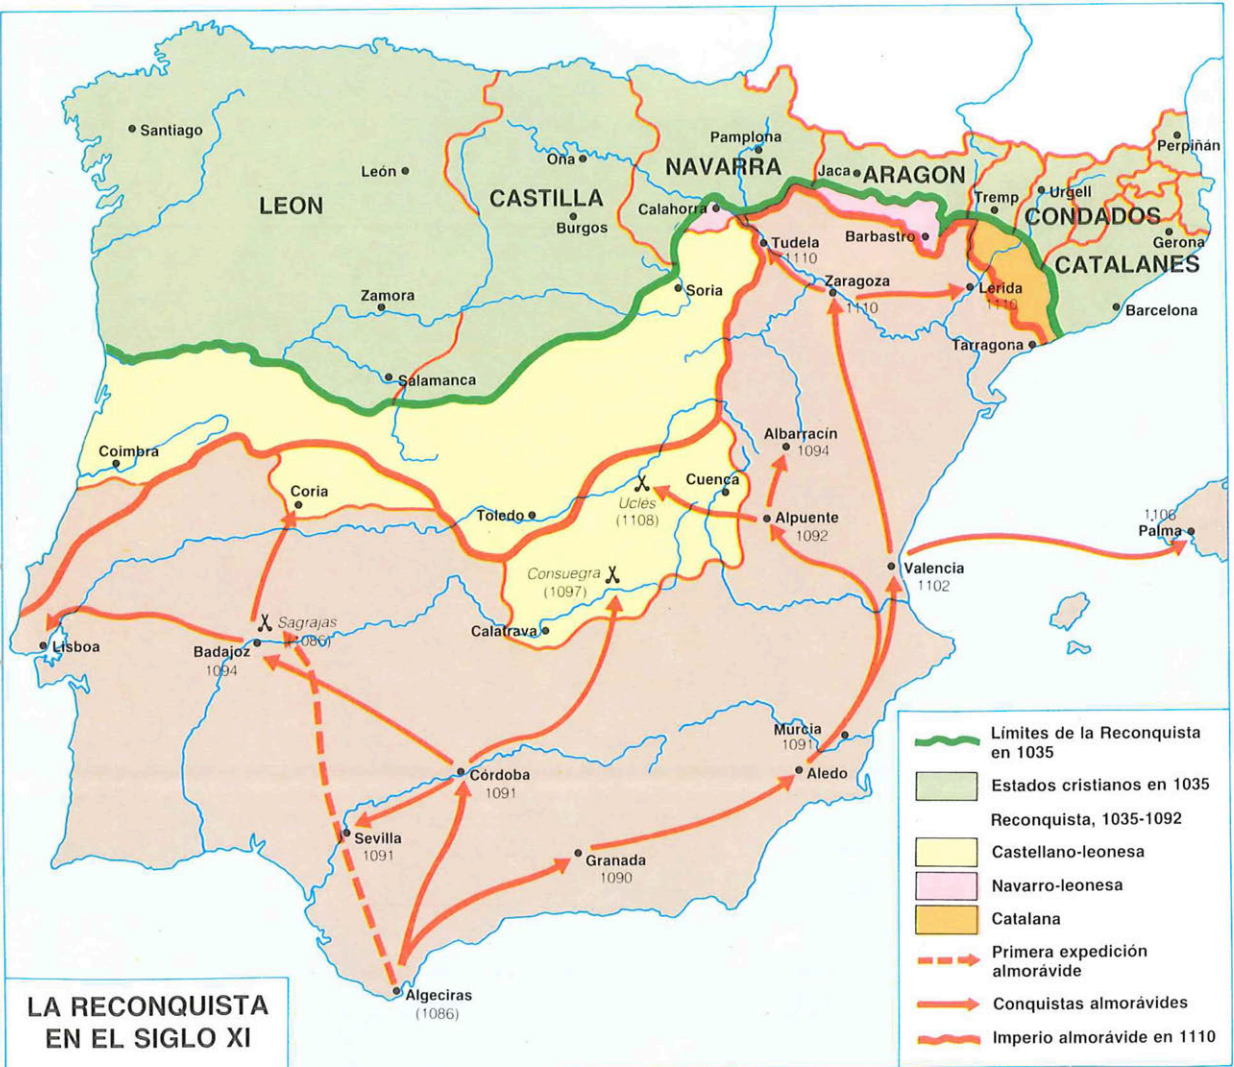 Santiago
León
LEON
Zamora
Salamanca
Oña
CASTILLA
Burgos
Pamplona
NAVARRA
Calahorra
Soria
Jaca
ARAGON
Barbastro
Tudela
1110
Zaragoza
1110
Tremp
Urgell
Perpiñán
CONDADOS
CATALANES
Gerona
Barcelona
Lerida
1110
Tarragona
Coimbra
Coria
Toledo
Uclés
(1108)
Cuenca
Albarracín
1094
Alpuente
1092
Consuegra
(1097)
Calatrava
Valencia
1102
1106
Palma
Lisboa
Sagrajas
(1086)
Badajoz
1094
Córdoba
1091
Sevilla
1091
Granada
1090
Murcia
1091
Aledo
Algeciras
(1086)
LA RECONQUISTA
EN EL SIGLO XI
Límites de la Reconquista
en 1035
Estados cristianos en 1035
Reconquista, 1035-1092
Castellano-leonesa
Navarro-leonesa
Catalana
Primera expedición
almorávide
Conquistas almorávides
Imperio almorávide en 1110